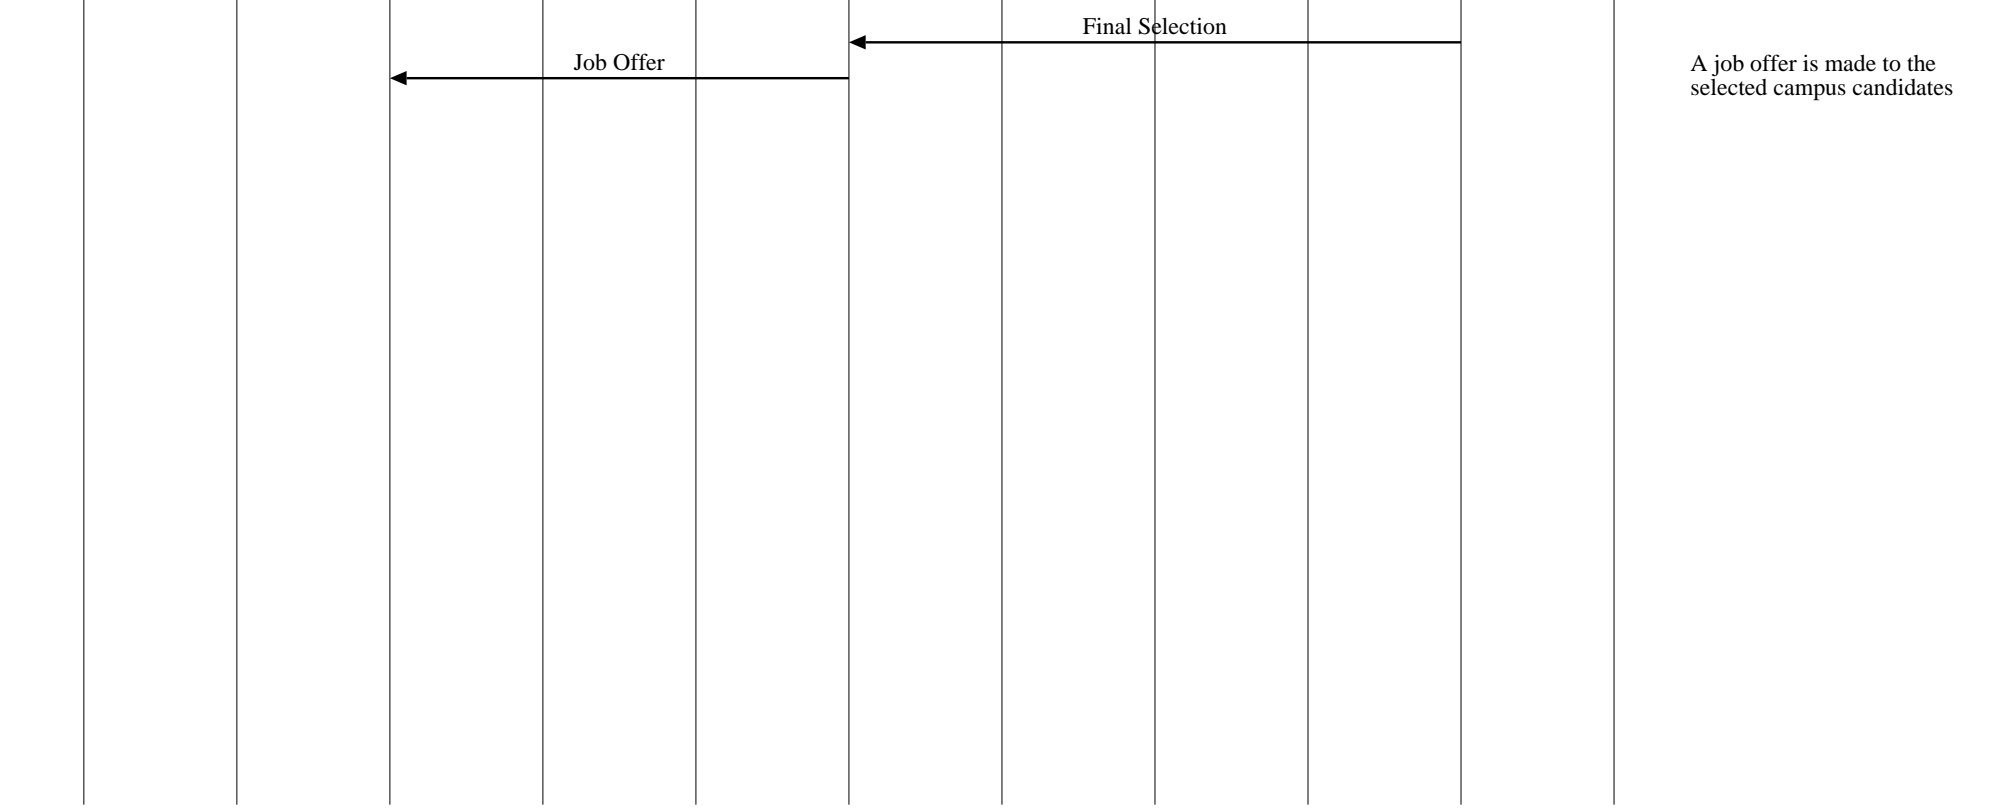 Final Selection
Job Offer
A job offer is made to the
selected campus candidates